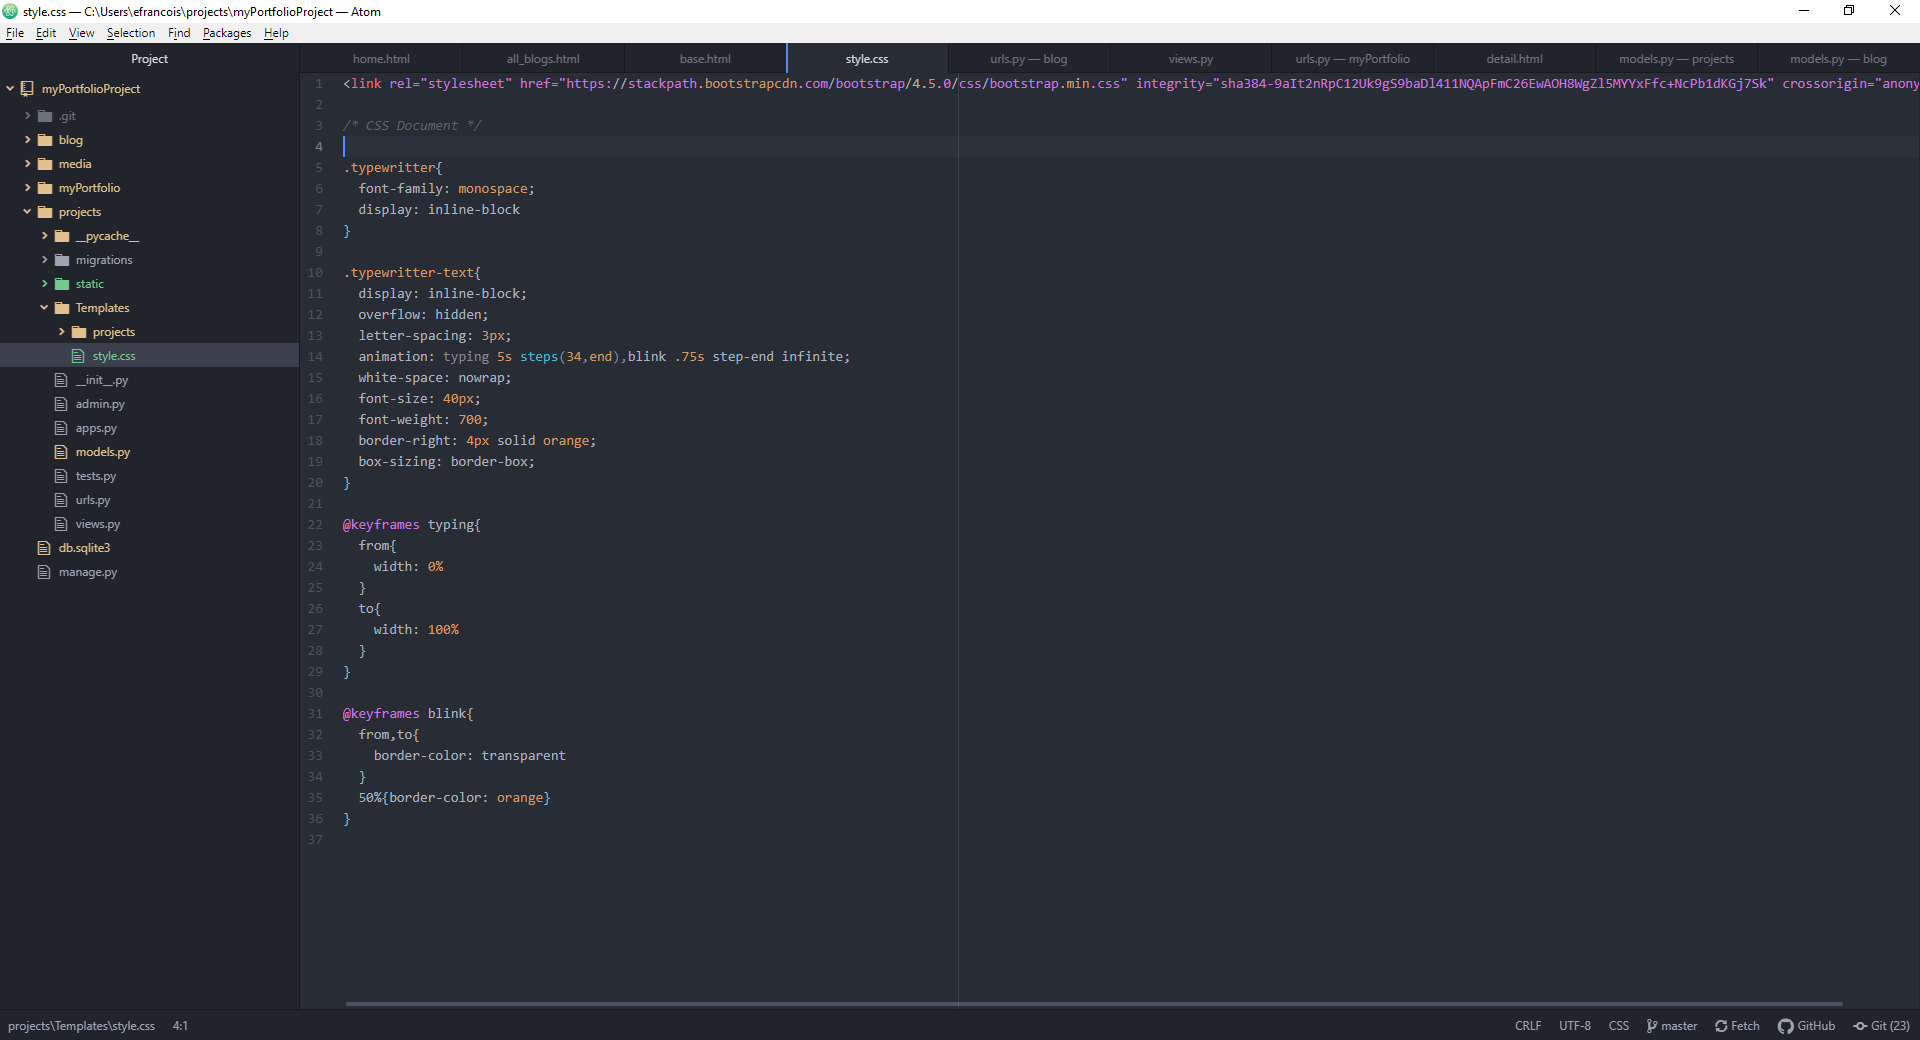 style.css — C:\Users\efrancois\projects\myPortfolioProject — Atom
File Edit View Selection Find Packages Help
Project
myPortfolioProject
.git
blog
media
myPortfolio
projects
__pycache__
migrations
static
Templates
projects
style.css
__init__.py
admin.py
apps.py
models.py
tests.py
urls.py
views.py
db.sqlite3
manage.py
home.html all_blogs.html base.html style.css urls.py — blog views.py urls.py — myPortfolio detail.html models.py — projects models.py — blog
1 <link rel="stylesheet" href="https://stackpath.bootstrapcdn.com/bootstrap/4.5.0/css/bootstrap.min.css" integrity="sha384-9aIt2nRpC12Uk9gS9baDl411NQApFmC26EwAOH8WgZl5MYYxFfc+NcPb1dKGj7Sk" crossorigin="anony
2
3 /* CSS Document */
4
5 .typewritter{
6 font-family: monospace;
7 display: inline-block
8 }
9
10 .typewritter-text{
11 display: inline-block;
12 overflow: hidden;
13 letter-spacing: 3px;
14 animation: typing 5s steps(34,end),blink .75s step-end infinite;
15 white-space: nowrap;
16 font-size: 40px;
17 font-weight: 700;
18 border-right: 4px solid orange;
19 box-sizing: border-box;
20 }
21
22 @keyframes typing{
23 from{
24 width: 0%
25 }
26 to{
27 width: 100%
28 }
29 }
30
31 @keyframes blink{
32 from,to{
33 border-color: transparent
34 }
35 50%{border-color: orange}
36 }
37
projects\Templates\style.css 4:1 CRLF UTF-8 CSS master Fetch GitHub Git (23)